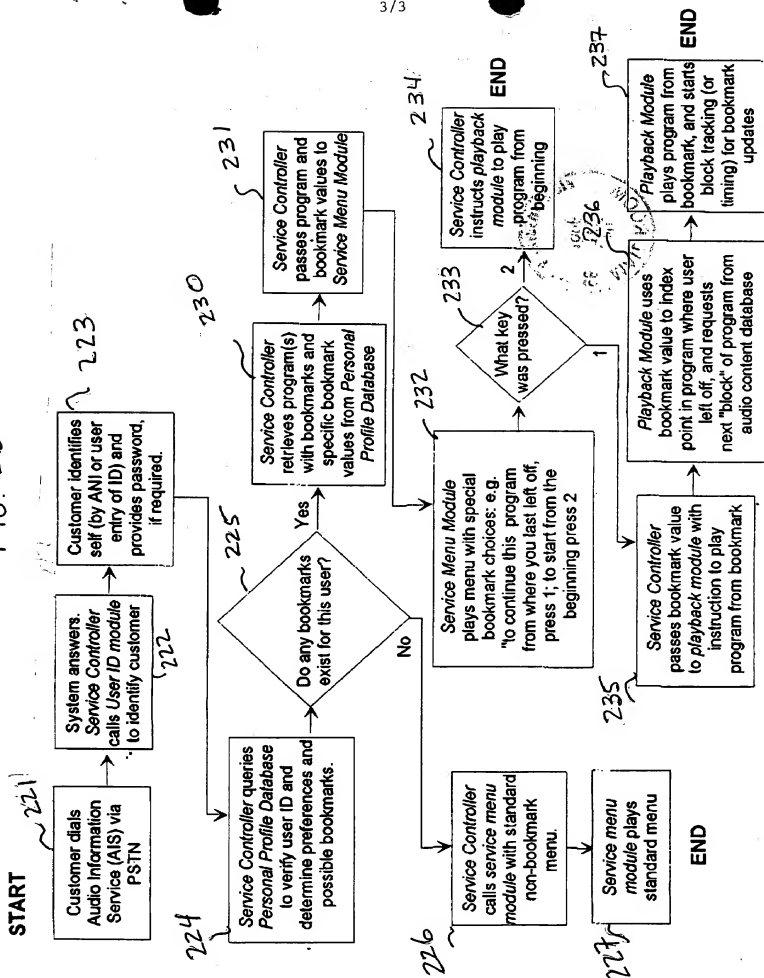 3/3
START
221
Customer dials
Audio Information
Service (AIS) via
PSTN
222
System answers.
Service Controller
calls User ID module
to identify customer
223
Customer identifies
self (by ANI or user
entry of ID) and
provides password,
if required.
224
Service Controller queries
Personal Profile Database
to verify user ID and
determine preferences and
possible bookmarks.
225
Do any bookmarks
exist for this user?
Yes
No
226
Service Controller
calls service menu
module with standard
non-bookmark
menu.
227
Service menu
module plays
standard menu
END
230
Service Controller
retrieves program(s)
with bookmarks and
specific bookmark
values from Personal
Profile Database
231
Service Controller
passes program and
bookmark values to
Service Menu Module
232
Service Menu Module
plays menu with special
bookmark choices: e.g.
"to continue this program
from where you last left off,
press 1; to start from the
beginning press 2
233
What key
was pressed?
2
1
234
Service Controller
instructs playback
module to play
program from
beginning
END
235
Service Controller
passes bookmark value
to playback module with
instruction to play
program from bookmark
236
Playback Module uses
bookmark value to index
point in program where user
left off, and requests
next "block" of program from
audio content database
237
Playback Module
plays program from
bookmark, and starts
block tracking (or
timing) for bookmark
updates
END